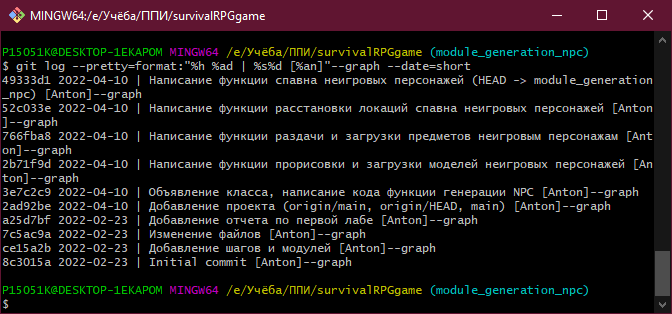 MINGW64:/e/Учёба/ППИ/survivalRPGgame
P15051K@DESKTOP-1EKAPOM MINGW64 /e/Учёба/ППИ/survivalRPGgame (module_generation_npc)
$ git log --pretty=format:"%h %ad | %s%d [%an]"--graph --date=short
49333d1 2022-04-10 | Написание функции спавна неигровых персонажей (HEAD -> module_generation
_npc) [Anton]--graph
52c033e 2022-04-10 | Написание функции расстановки локаций спавна неигровых персонажей [Anton
]--graph
766fba8 2022-04-10 | Написание функции раздачи и загрузки предметов неигровым персонажам [Ant
on]--graph
2b71f9d 2022-04-10 | Написание функции прорисовки и загрузки моделей неигровых персонажей [An
ton]--graph
3e7c2c9 2022-04-10 | Объявление класса, написание кода функции генерации NPC [Anton]--graph
2ad92be 2022-04-10 | Добавление проекта (origin/main, origin/HEAD, main) [Anton]--graph
a25d7bf 2022-02-23 | Добавление отчета по первой лабе [Anton]--graph
7c5ac9a 2022-02-23 | Изменение файлов [Anton]--graph
ce15a2b 2022-02-23 | Добавление шагов и модулей [Anton]--graph
8c3015a 2022-02-23 | Initial commit [Anton]--graph
P15051K@DESKTOP-1EKAPOM MINGW64 /e/Учёба/ППИ/survivalRPGgame (module_generation_npc)
$